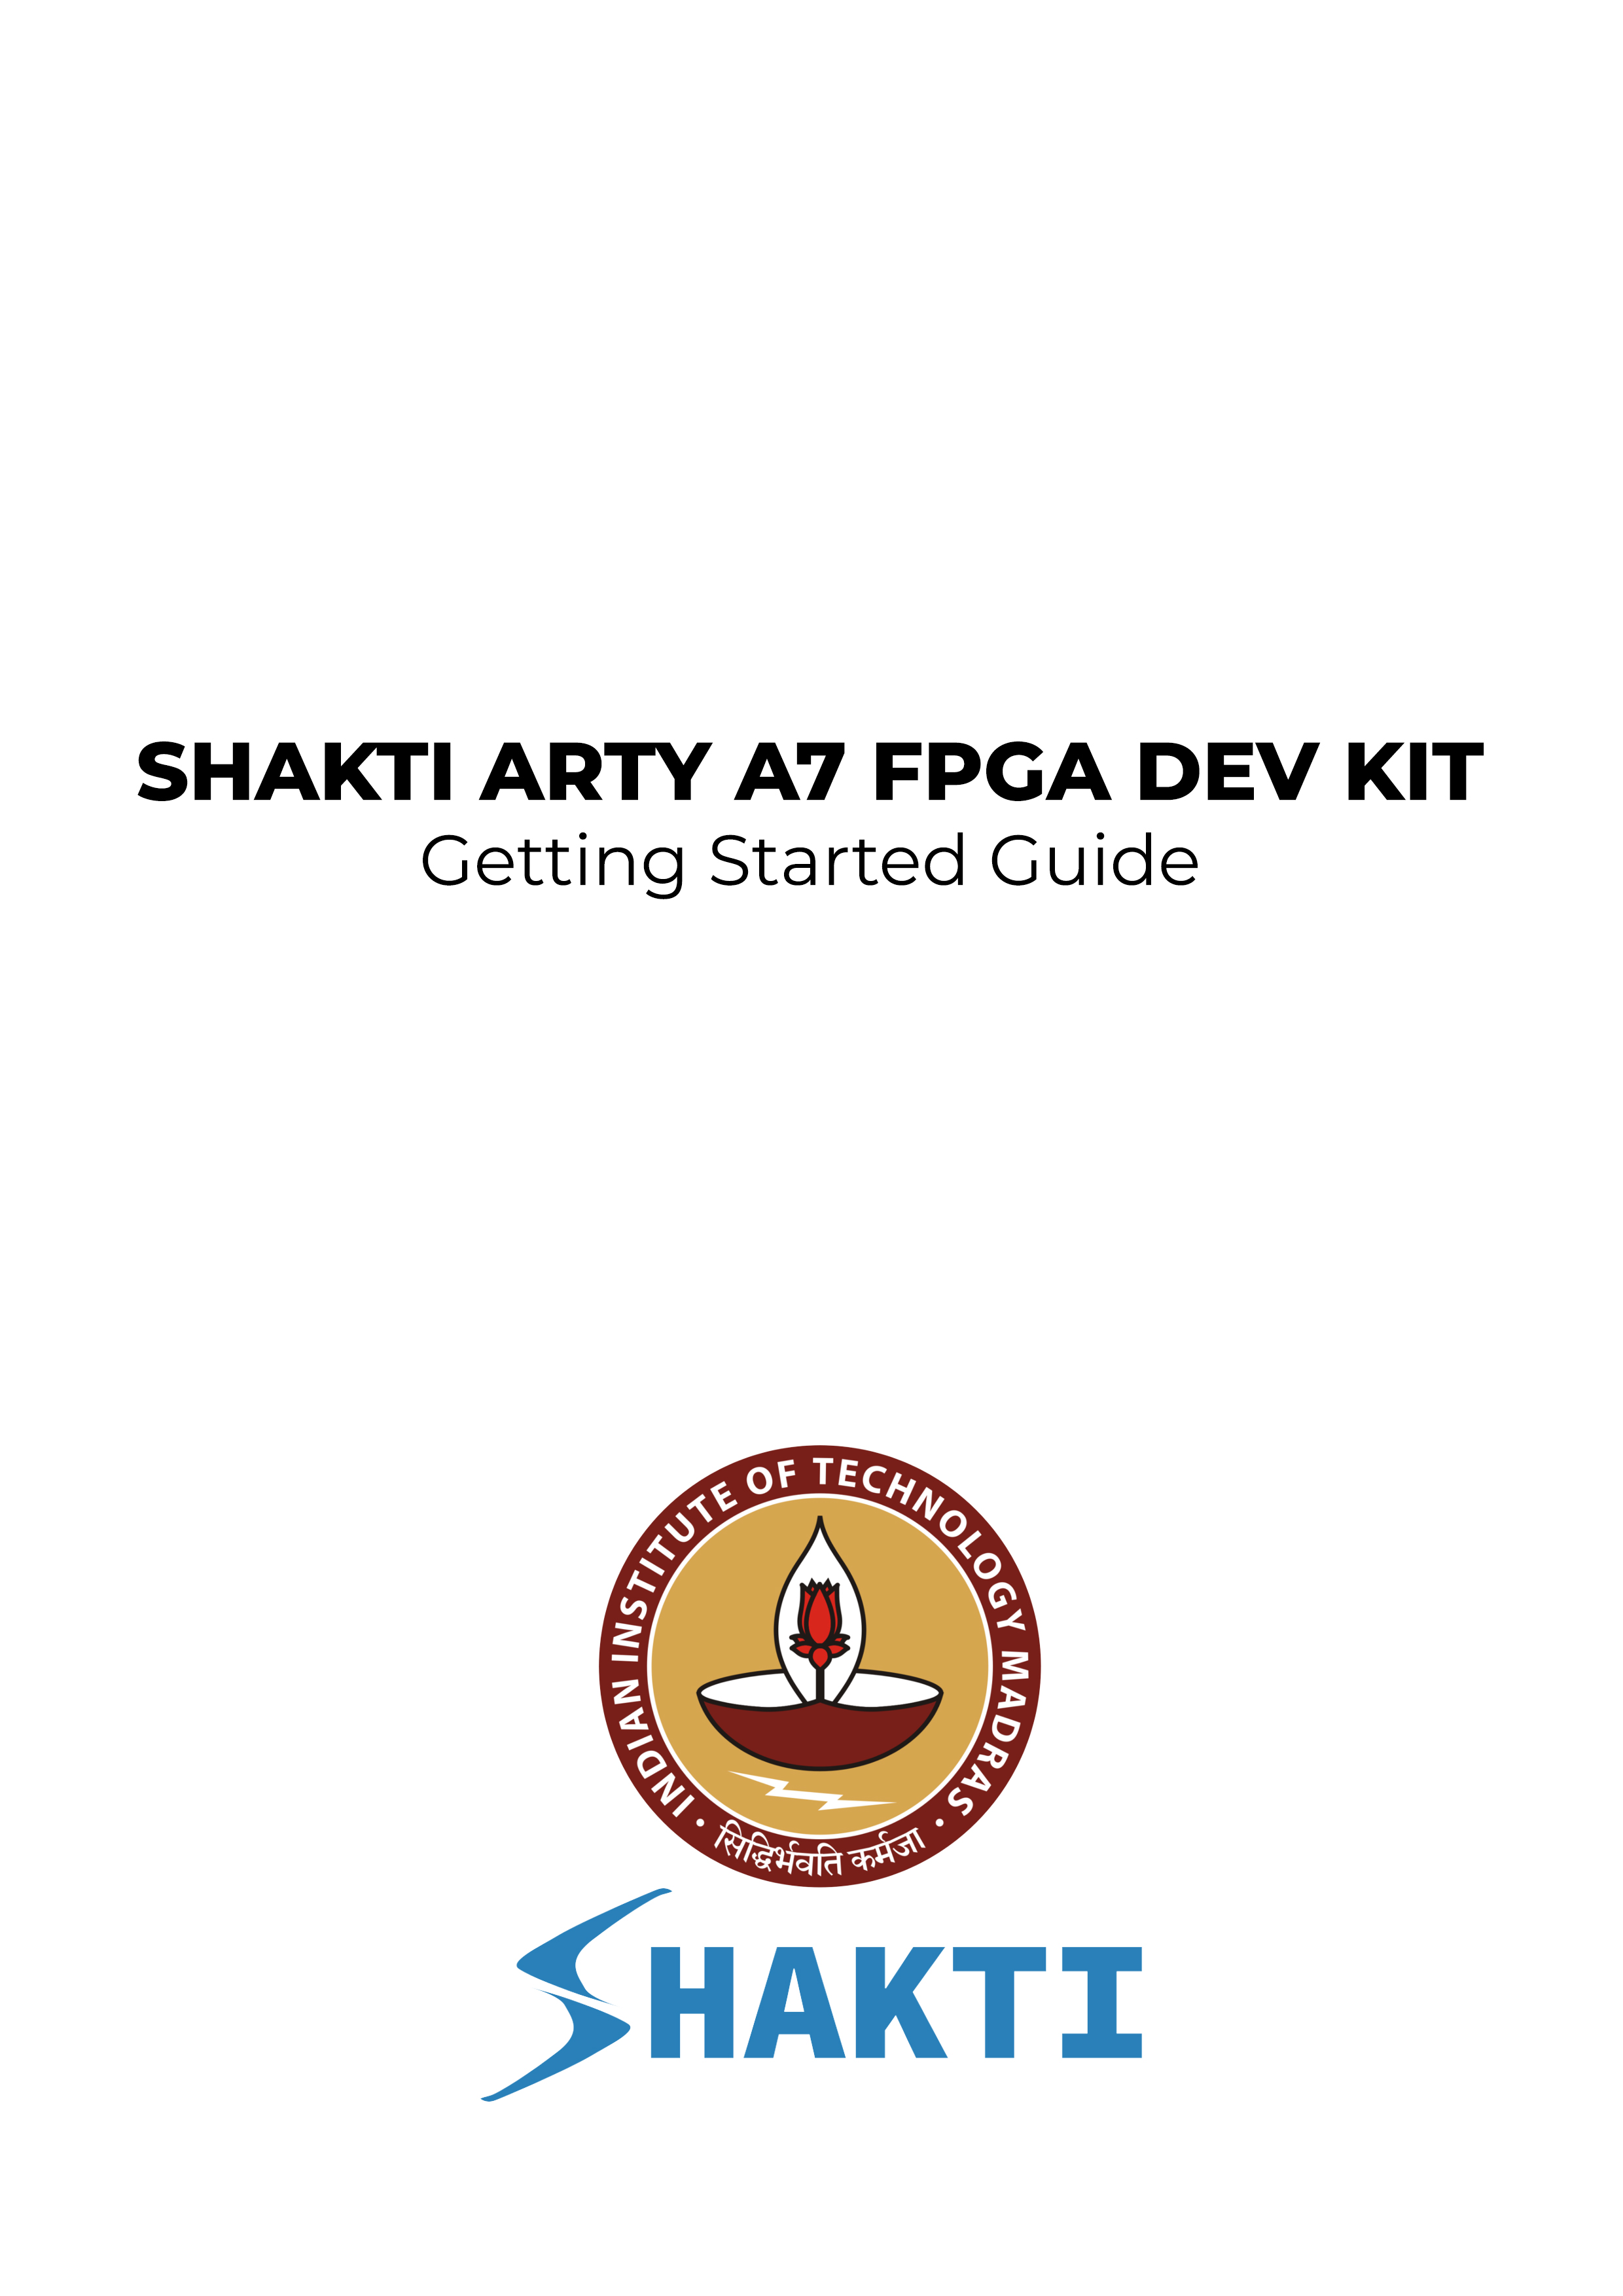 SHAKTI ARTY A7 FPGA DEV KIT
Getting Started Guide
INDIAN INSTITUTE OF TECHNOLOGY MADRAS
सिद्धिर्भवति कर्मजा
SHAKTI